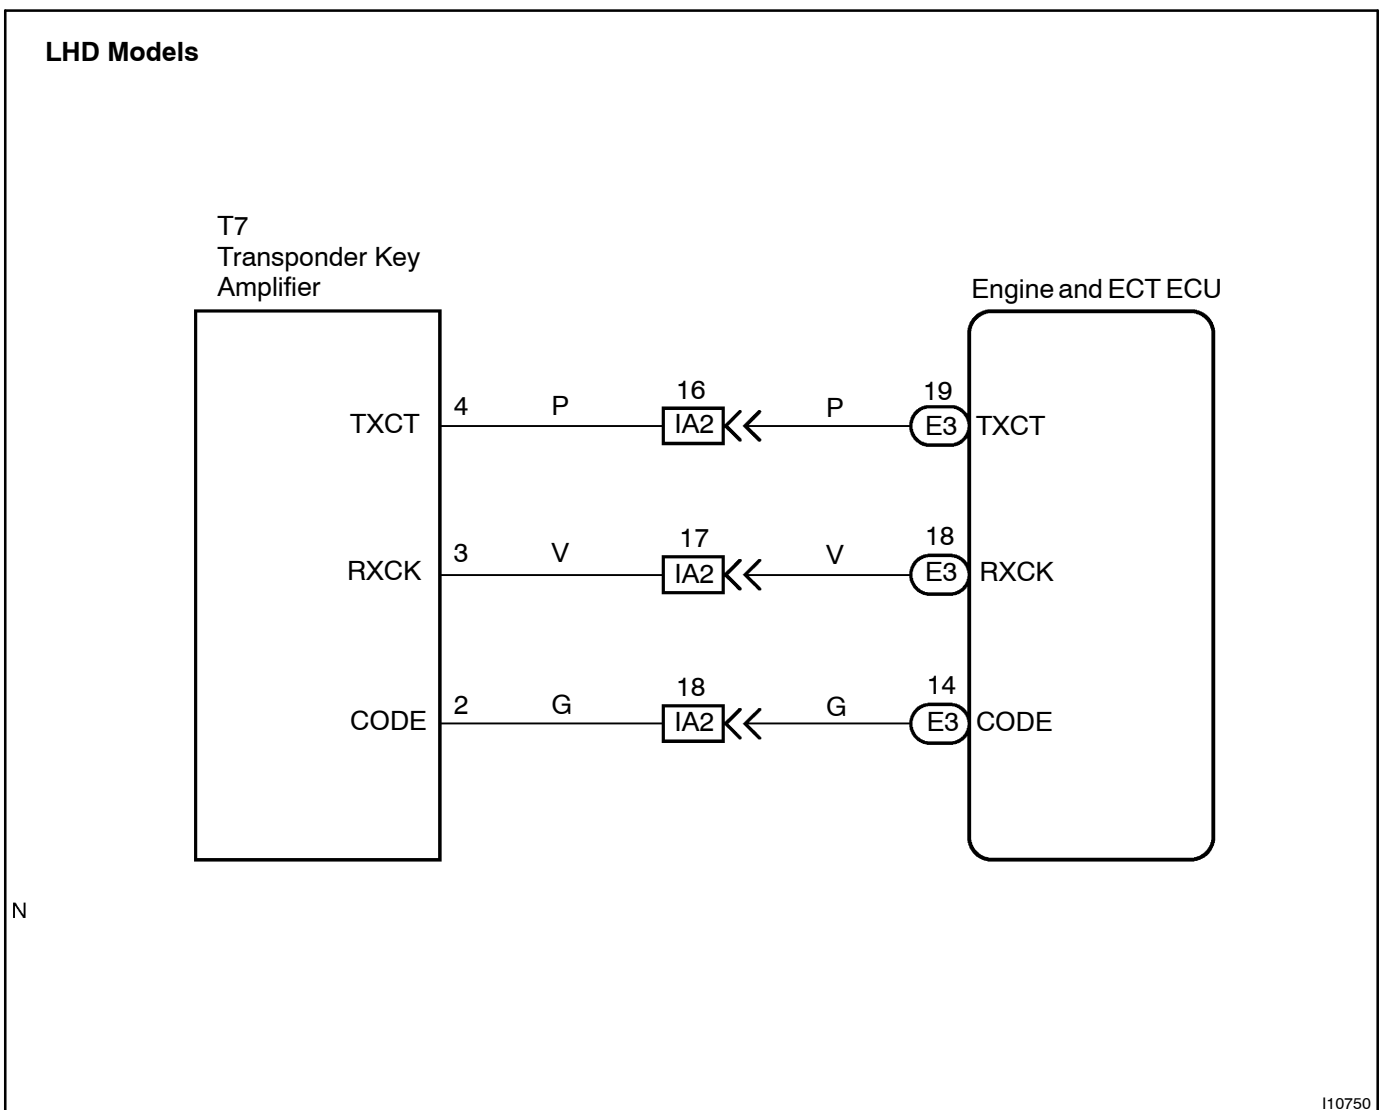 LHD Models
T7
Transponder Key
Amplifier
Engine and ECT ECU
TXCT 4 P 16 IA2 P 19 E3 TXCT
RXCK 3 V 17 IA2 V 18 E3 RXCK
CODE 2 G 18 IA2 G 14 E3 CODE
N
I10750